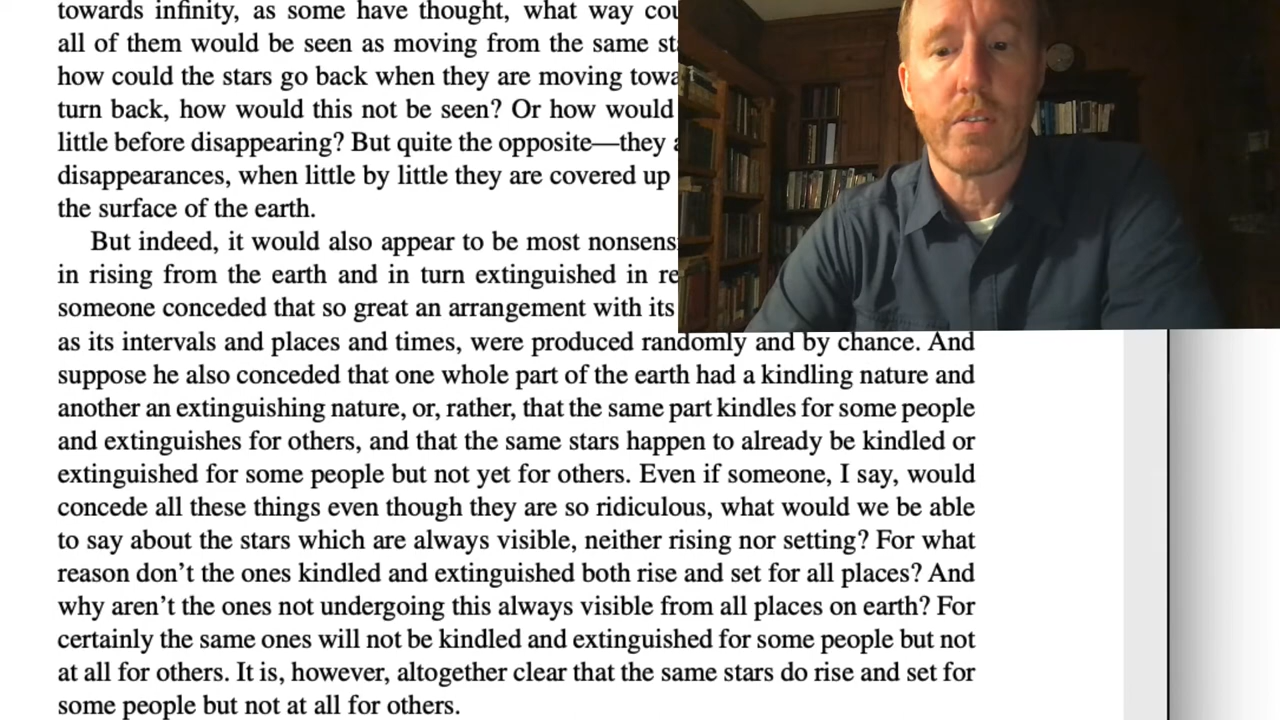 towards infinity, as some have thought, what way
all of them would be seen as moving from the same
how could the stars go back when they are moving
turn back, how would this not be seen? Or how would
little before disappearing? But quite the opposite—they
disappearances, when little by little they are covered up
the surface of the earth.
But indeed, it would also appear to be most
in rising from the earth and in turn extinguished in
someone conceded that so great an arrangement with its
as its intervals and places and times, were produced randomly and by chance. And
suppose he also conceded that one whole part of the earth had a kindling nature and
another an extinguishing nature, or, rather, that the same part kindles for some people
and extinguishes for others, and that the same stars happen to already be kindled or
extinguished for some people but not yet for others. Even if someone, I say, would
concede all these things even though they are so ridiculous, what would we be able
to say about the stars which are always visible, neither rising nor setting? For what
reason don't the ones kindled and extinguished both rise and set for all places? And
why aren't the ones not undergoing this always visible from all places on earth? For
certainly the same ones will not be kindled and extinguished for some people but not
at all for others. It is, however, altogether clear that the same stars do rise and set for
some people but not at all for others.